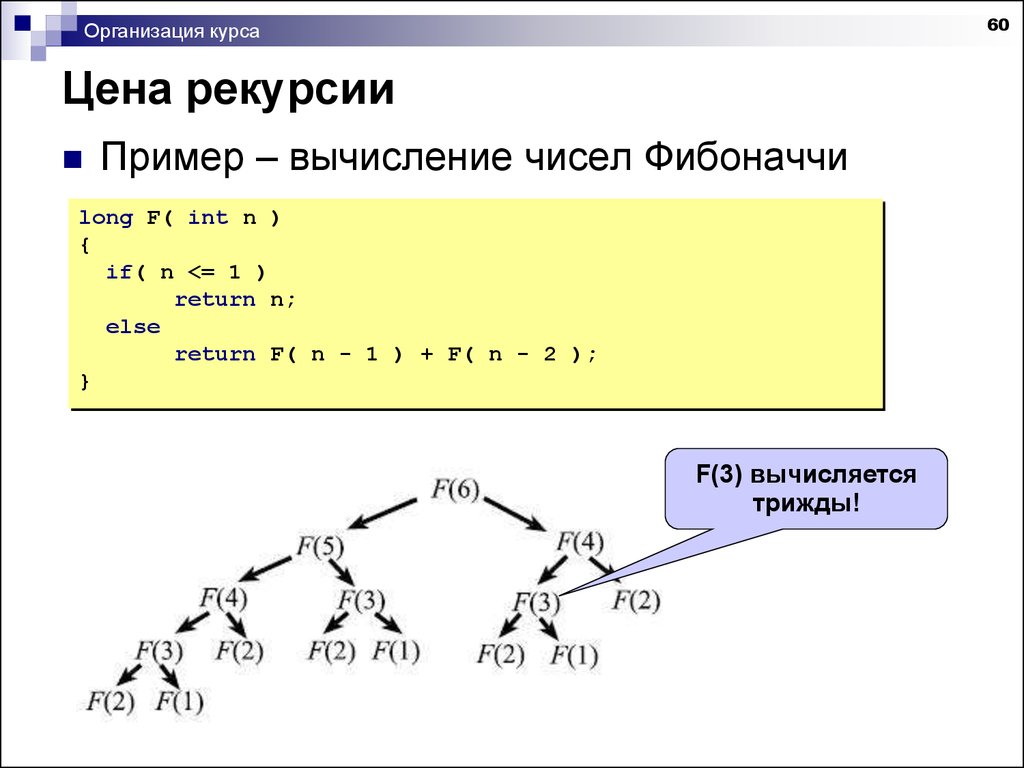 Организация курса
60
Цена рекурсии
Пример – вычисление чисел Фибоначчи
long F( int n )
{
if( n <= 1 )
return n;
else
return F( n - 1 ) + F( n - 2 );
}
F(3) вычисляется
трижды!
F(6)
F(5) F(4)
F(4) F(3) F(3) F(2)
F(3) F(2) F(2) F(1) F(2) F(1)
F(2) F(1)